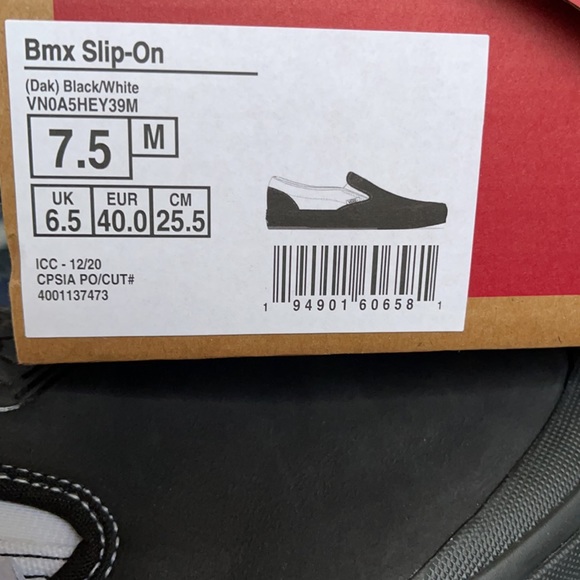 Bmx Slip-On
(Dak) Black/White
VN0A5HEY39M
7.5 M
UK EUR CM
6.5 40.0 25.5
ICC - 12/20
CPSIA PO/CUT#
4001137473
1 94901 60658 1